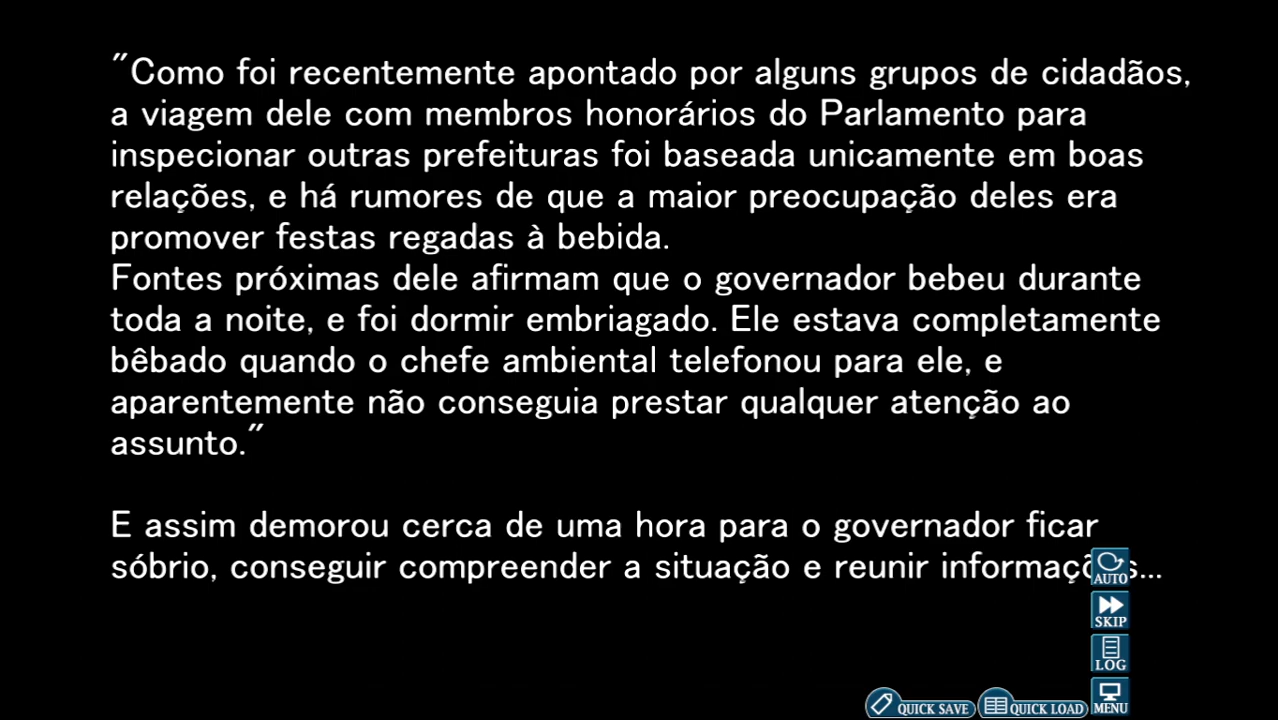 "Como foi recentemente apontado por alguns grupos de cidadãos,
a viagem dele com membros honorários do Parlamento para
inspecionar outras prefeituras foi baseada unicamente em boas
relações, e há rumores de que a maior preocupação deles era
promover festas regadas à bebida.
Fontes próximas dele afirmam que o governador bebeu durante
toda a noite, e foi dormir embriagado. Ele estava completamente
bêbado quando o chefe ambiental telefonou para ele, e
aparentemente não conseguia prestar qualquer atenção ao
assunto."
E assim demorou cerca de uma hora para o governador ficar
sóbrio, conseguir compreender a situação e reunir informações...
AUTO
SKIP
LOG
QUICK SAVE QUICK LOAD MENU